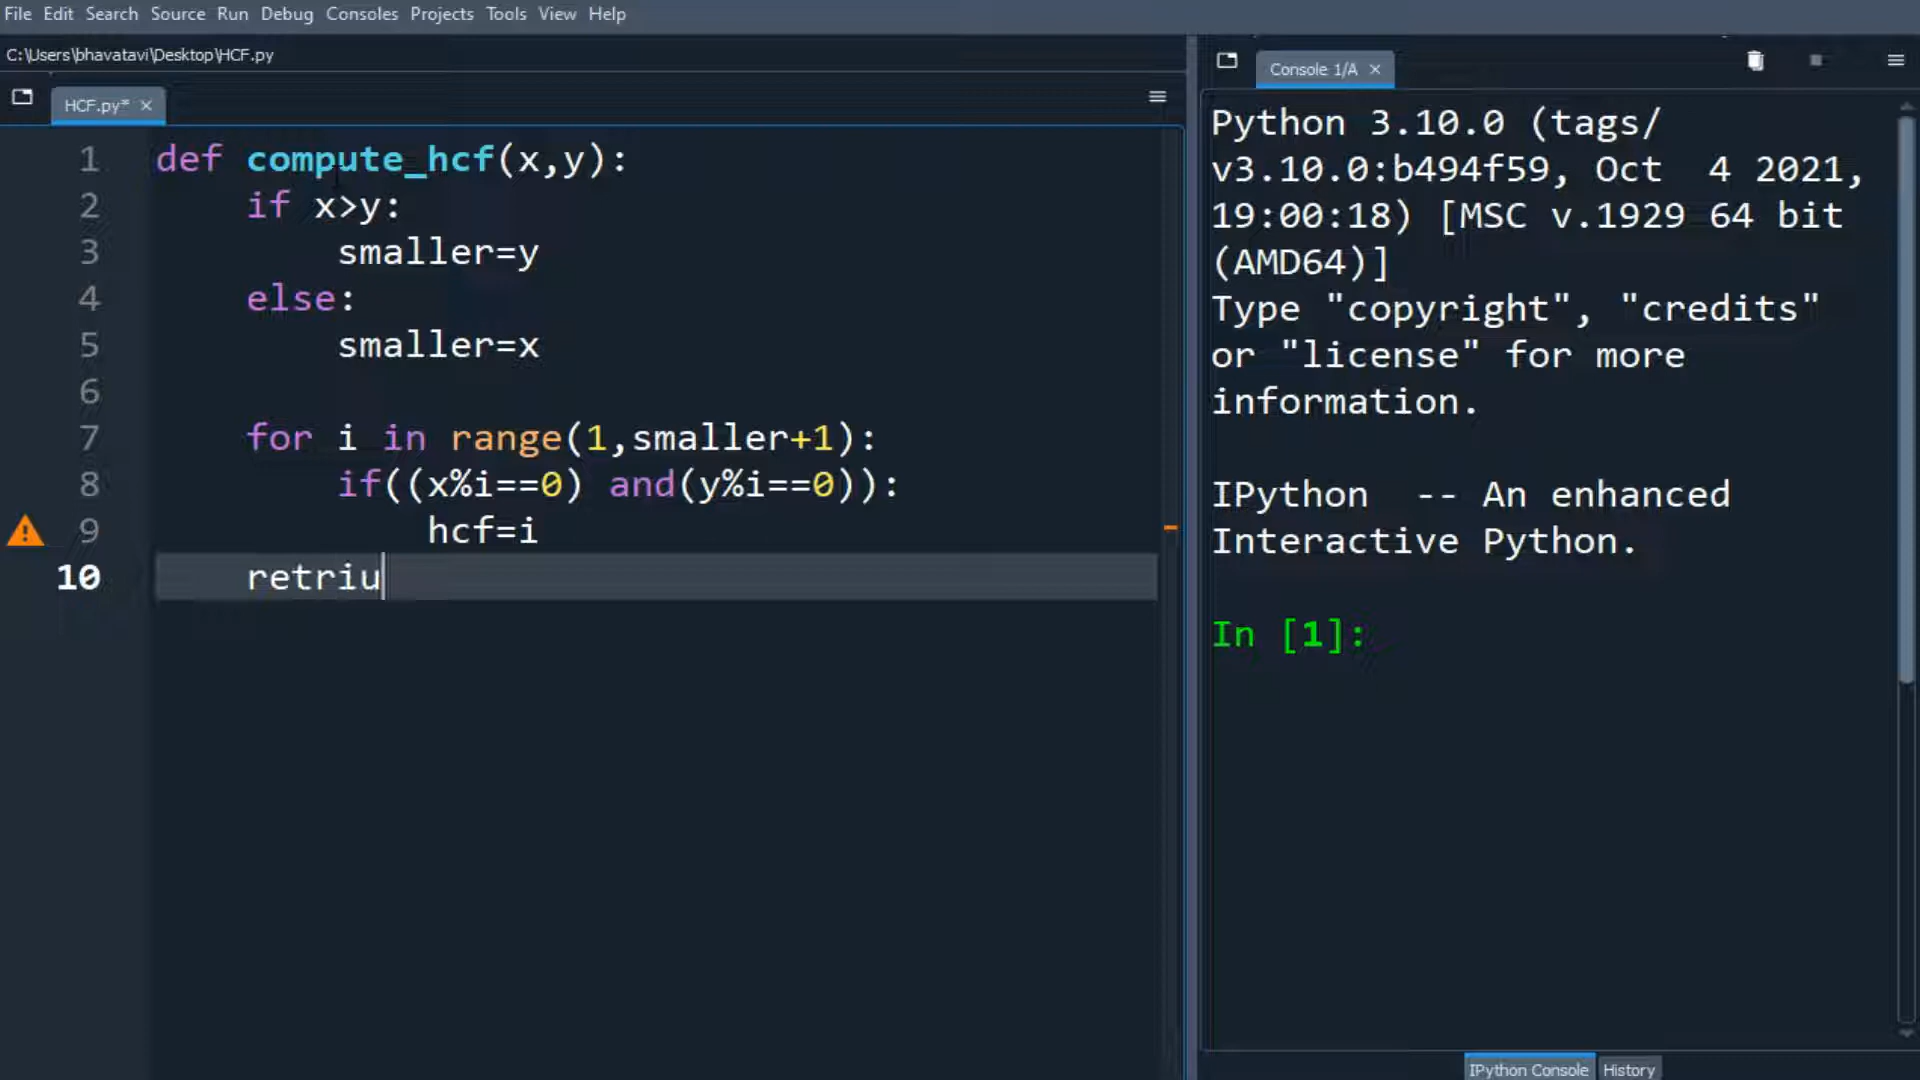 File Edit Search Source Run Debug Consoles Projects Tools View Help
C:\Users\bhavatavi\Desktop\HCF.py
HCF.py*
1 def compute_hcf(x,y):
2 if x>y:
3 smaller=y
4 else:
5 smaller=x
6
7 for i in range(1,smaller+1):
8 if((x%i==0) and(y%i==0)):
9 hcf=i
10 retriu
Console 1/A
Python 3.10.0 (tags/
v3.10.0:b494f59, Oct 4 2021,
19:00:18) [MSC v.1929 64 bit
(AMD64)]
Type "copyright", "credits"
or "license" for more
information.
IPython -- An enhanced
Interactive Python.
In [1]:
IPython Console History